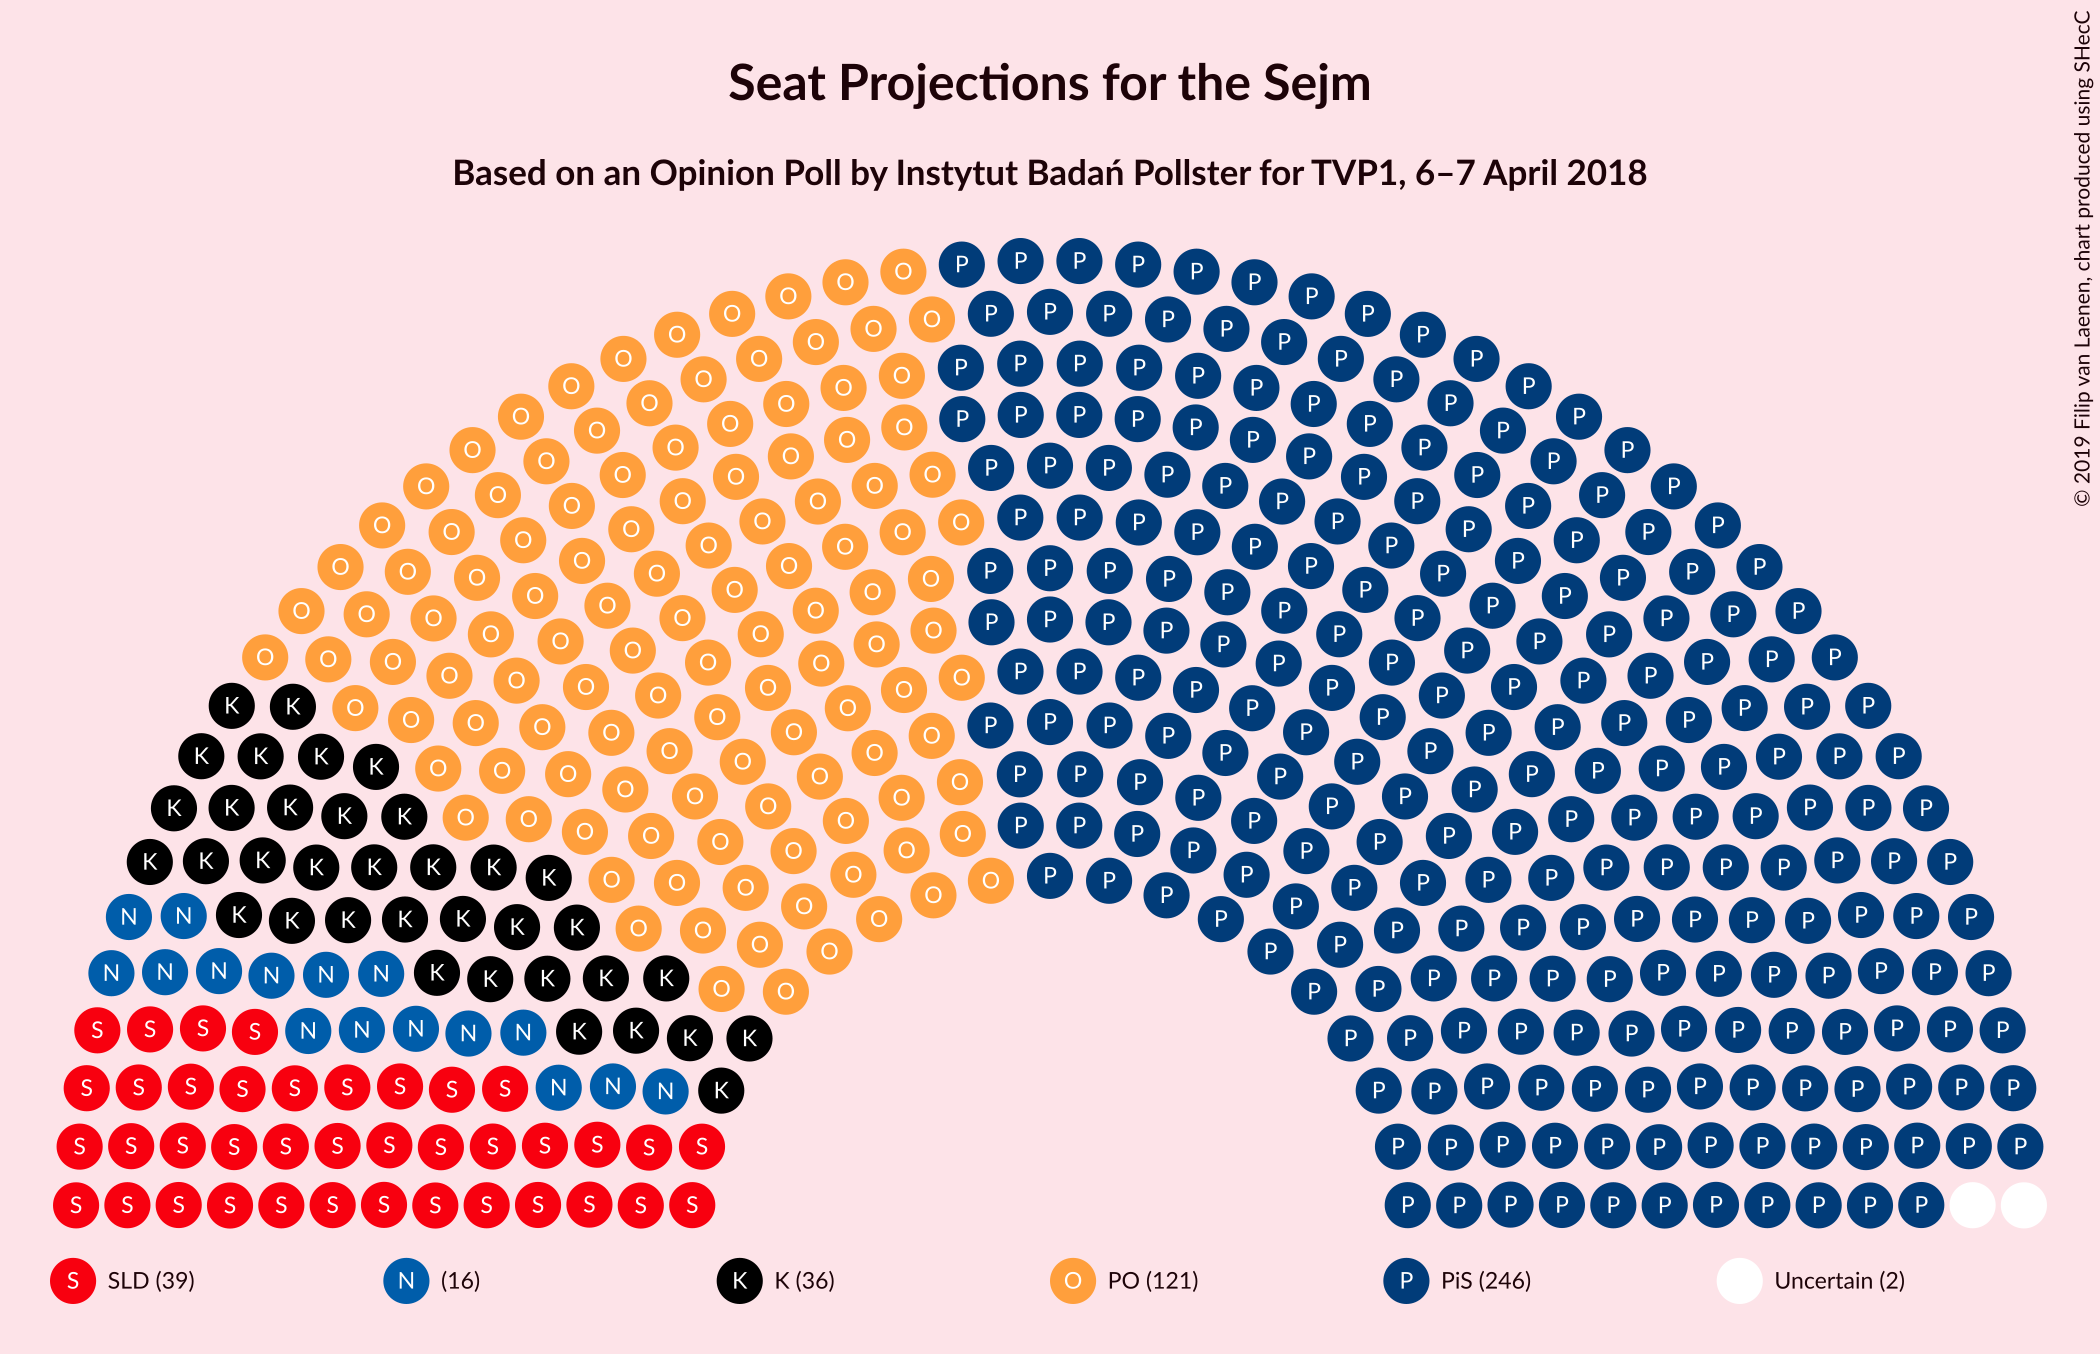 Seat Projections for the Sejm
Based on an Opinion Poll by Instytut Badań Pollster for TVP1, 6–7 April 2018
© 2019 Filip van Laenen, chart produced using SHecC
S SLD (39)
N (16)
K K (36)
O PO (121)
P PiS (246)
Uncertain (2)